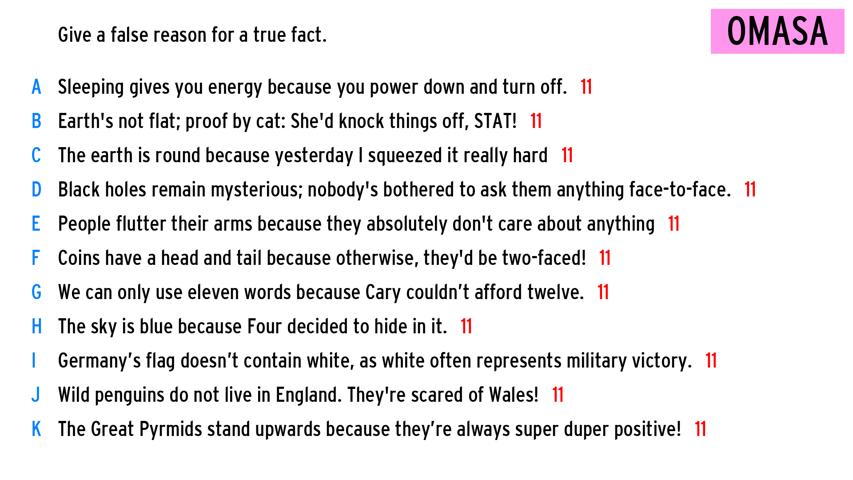 Give a false reason for a true fact.
OMASA
A Sleeping gives you energy because you power down and turn off. 11
B Earth's not flat; proof by cat: She'd knock things off, STAT! 11
C The earth is round because yesterday I squeezed it really hard 11
D Black holes remain mysterious; nobody's bothered to ask them anything face-to-face. 11
E People flutter their arms because they absolutely don't care about anything 11
F Coins have a head and tail because otherwise, they'd be two-faced! 11
G We can only use eleven words because Cary couldn’t afford twelve. 11
H The sky is blue because Four decided to hide in it. 11
I Germany’s flag doesn’t contain white, as white often represents military victory. 11
J Wild penguins do not live in England. They're scared of Wales! 11
K The Great Pyrmids stand upwards because they’re always super duper positive! 11